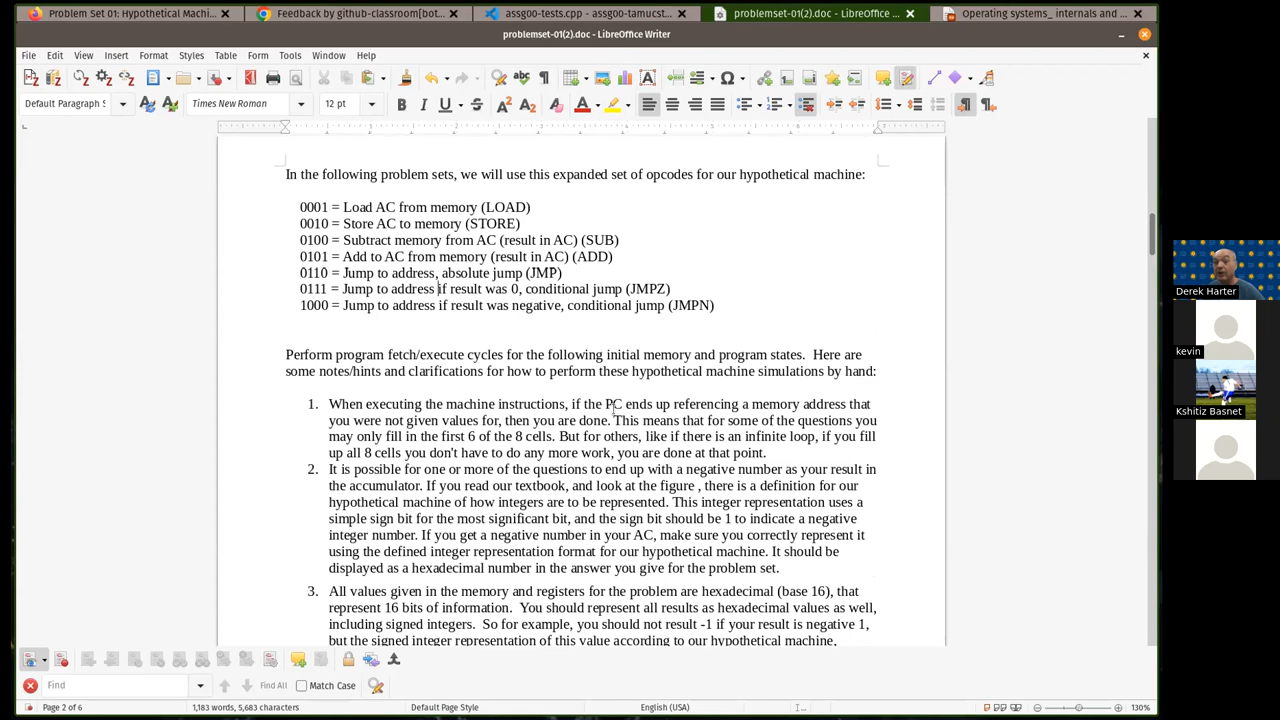 Problem Set 01: Hypothetical Machi...
Feedback by github-classroom[bot...
assg00-tests.cpp - assg00-tamucst...
problemset-01(2).doc - LibreOffice ...
Operating systems_ internals and ...
problemset-01(2).doc - LibreOffice Writer
File Edit View Insert Format Styles Table Form Tools Window Help
Default Paragraph S
Times New Roman
12 pt
In the following problem sets, we will use this expanded set of opcodes for our hypothetical machine:
0001 = Load AC from memory (LOAD)
0010 = Store AC to memory (STORE)
0100 = Subtract memory from AC (result in AC) (SUB)
0101 = Add to AC from memory (result in AC) (ADD)
0110 = Jump to address, absolute jump (JMP)
0111 = Jump to address if result was 0, conditional jump (JMPZ)
1000 = Jump to address if result was negative, conditional jump (JMPN)
Perform program fetch/execute cycles for the following initial memory and program states. Here are
some notes/hints and clarifications for how to perform these hypothetical machine simulations by hand:
1. When executing the machine instructions, if the PC ends up referencing a memory address that
you were not given values for, then you are done. This means that for some of the questions you
may only fill in the first 6 of the 8 cells. But for others, like if there is an infinite loop, if you fill
up all 8 cells you don't have to do any more work, you are done at that point.
2. It is possible for one or more of the questions to end up with a negative number as your result in
the accumulator. If you read our textbook, and look at the figure , there is a definition for our
hypothetical machine of how integers are to be represented. This integer representation uses a
simple sign bit for the most significant bit, and the sign bit should be 1 to indicate a negative
integer number. If you get a negative number in your AC, make sure you correctly represent it
using the defined integer representation format for our hypothetical machine. It should be
displayed as a hexadecimal number in the answer you give for the problem set.
3. All values given in the memory and registers for the problem are hexadecimal (base 16), that
represent 16 bits of information. You should represent all results as hexadecimal values as well,
including signed integers. So for example, you should not result -1 if your result is negative 1,
but the signed integer representation of this value according to our hypothetical machine,
Derek Harter
kevin
Kshitiz Basnet
Find
Find All
Match Case
Page 2 of 6
1,183 words, 5,683 characters
Default Page Style
English (USA)
130%